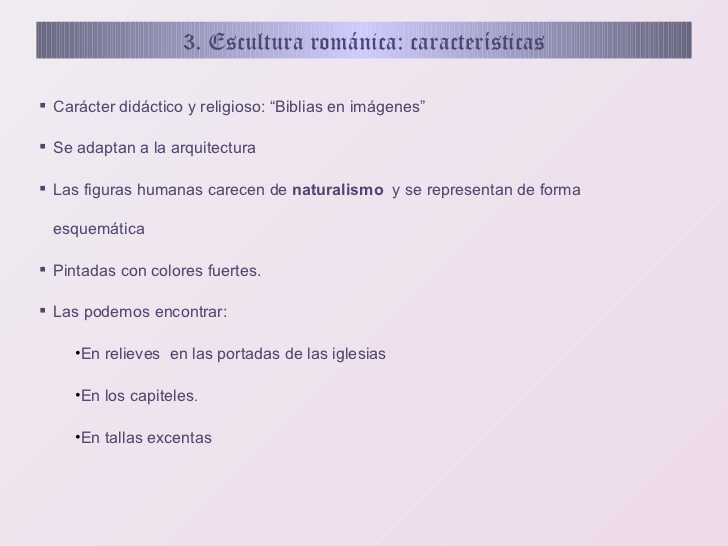 3. Escultura románica: características
▪ Carácter didáctico y religioso: “Biblias en imágenes”
▪ Se adaptan a la arquitectura
▪ Las figuras humanas carecen de naturalismo y se representan de forma
esquemática
▪ Pintadas con colores fuertes.
▪ Las podemos encontrar:
•En relieves en las portadas de las iglesias
•En los capiteles.
•En tallas excentas